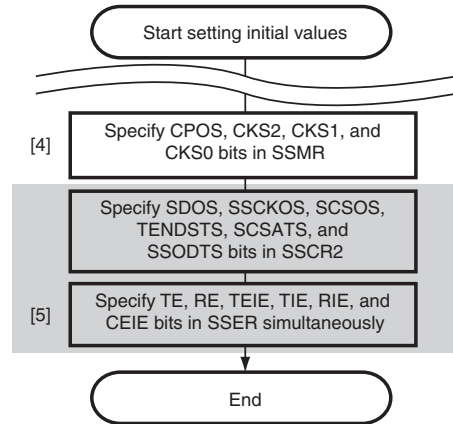 Start setting initial values
[4]
Specify CPOS, CKS2, CKS1, and
CKS0 bits in SSMR
Specify SDOS, SSCKOS, SCSOS,
TENDSTS, SCSATS, and
SSODTS bits in SSCR2
[5]
Specify TE, RE, TEIE, TIE, RIE, and
CEIE bits in SSER simultaneously
End